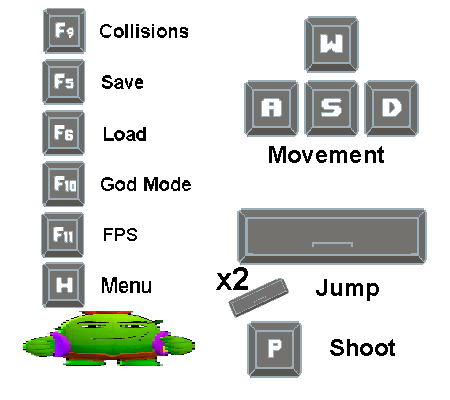 F9 Collisions
F5 Save
F6 Load
F10 God Mode
F11 FPS
H Menu
W
A S D
Movement
x2
Jump
P Shoot